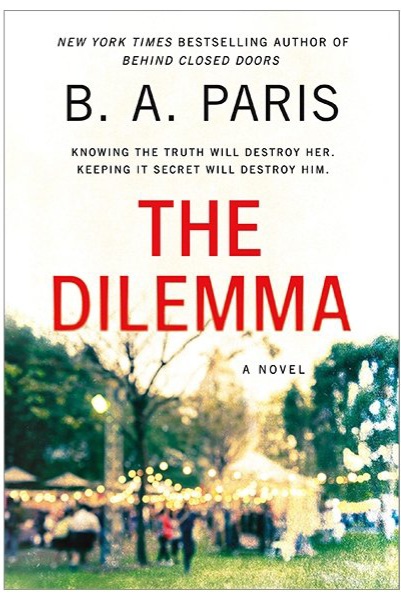 NEW YORK TIMES BESTSELLING AUTHOR OF
BEHIND CLOSED DOORS
B. A. PARIS
KNOWING THE TRUTH WILL DESTROY HER.
KEEPING IT SECRET WILL DESTROY HIM.
THE
DILEMMA
A NOVEL